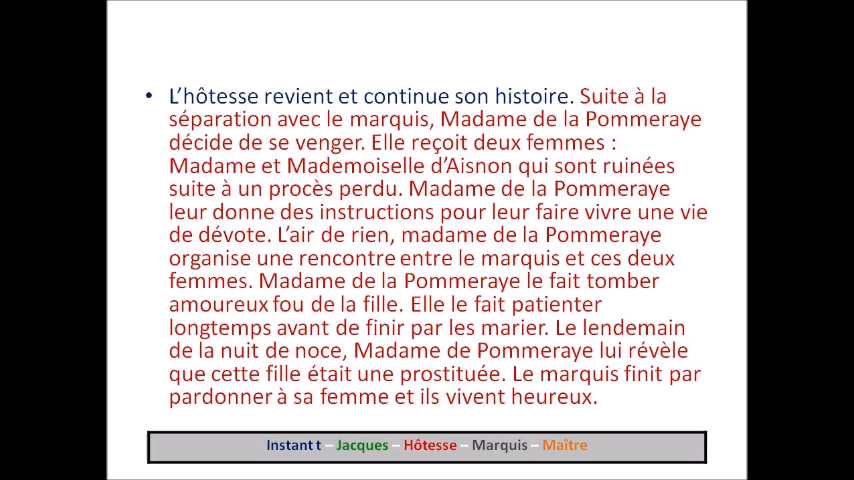 • L'hôtesse revient et continue son histoire. Suite à la
séparation avec le marquis, Madame de la Pommeraye
décide de se venger. Elle reçoit deux femmes :
Madame et Mademoiselle d'Aisnon qui sont ruinées
suite à un procès perdu. Madame de la Pommeraye
leur donne des instructions pour leur faire vivre une vie
de dévote. L'air de rien, madame de la Pommeraye
organise une rencontre entre le marquis et ces deux
femmes. Madame de la Pommeraye le fait tomber
amoureux fou de la fille. Elle le fait patienter
longtemps avant de finir par les marier. Le lendemain
de la nuit de noce, Madame de Pommeraye lui révèle
que cette fille était une prostituée. Le marquis finit par
pardonner à sa femme et ils vivent heureux.
Instant t – Jacques – Hôtesse – Marquis – Maître